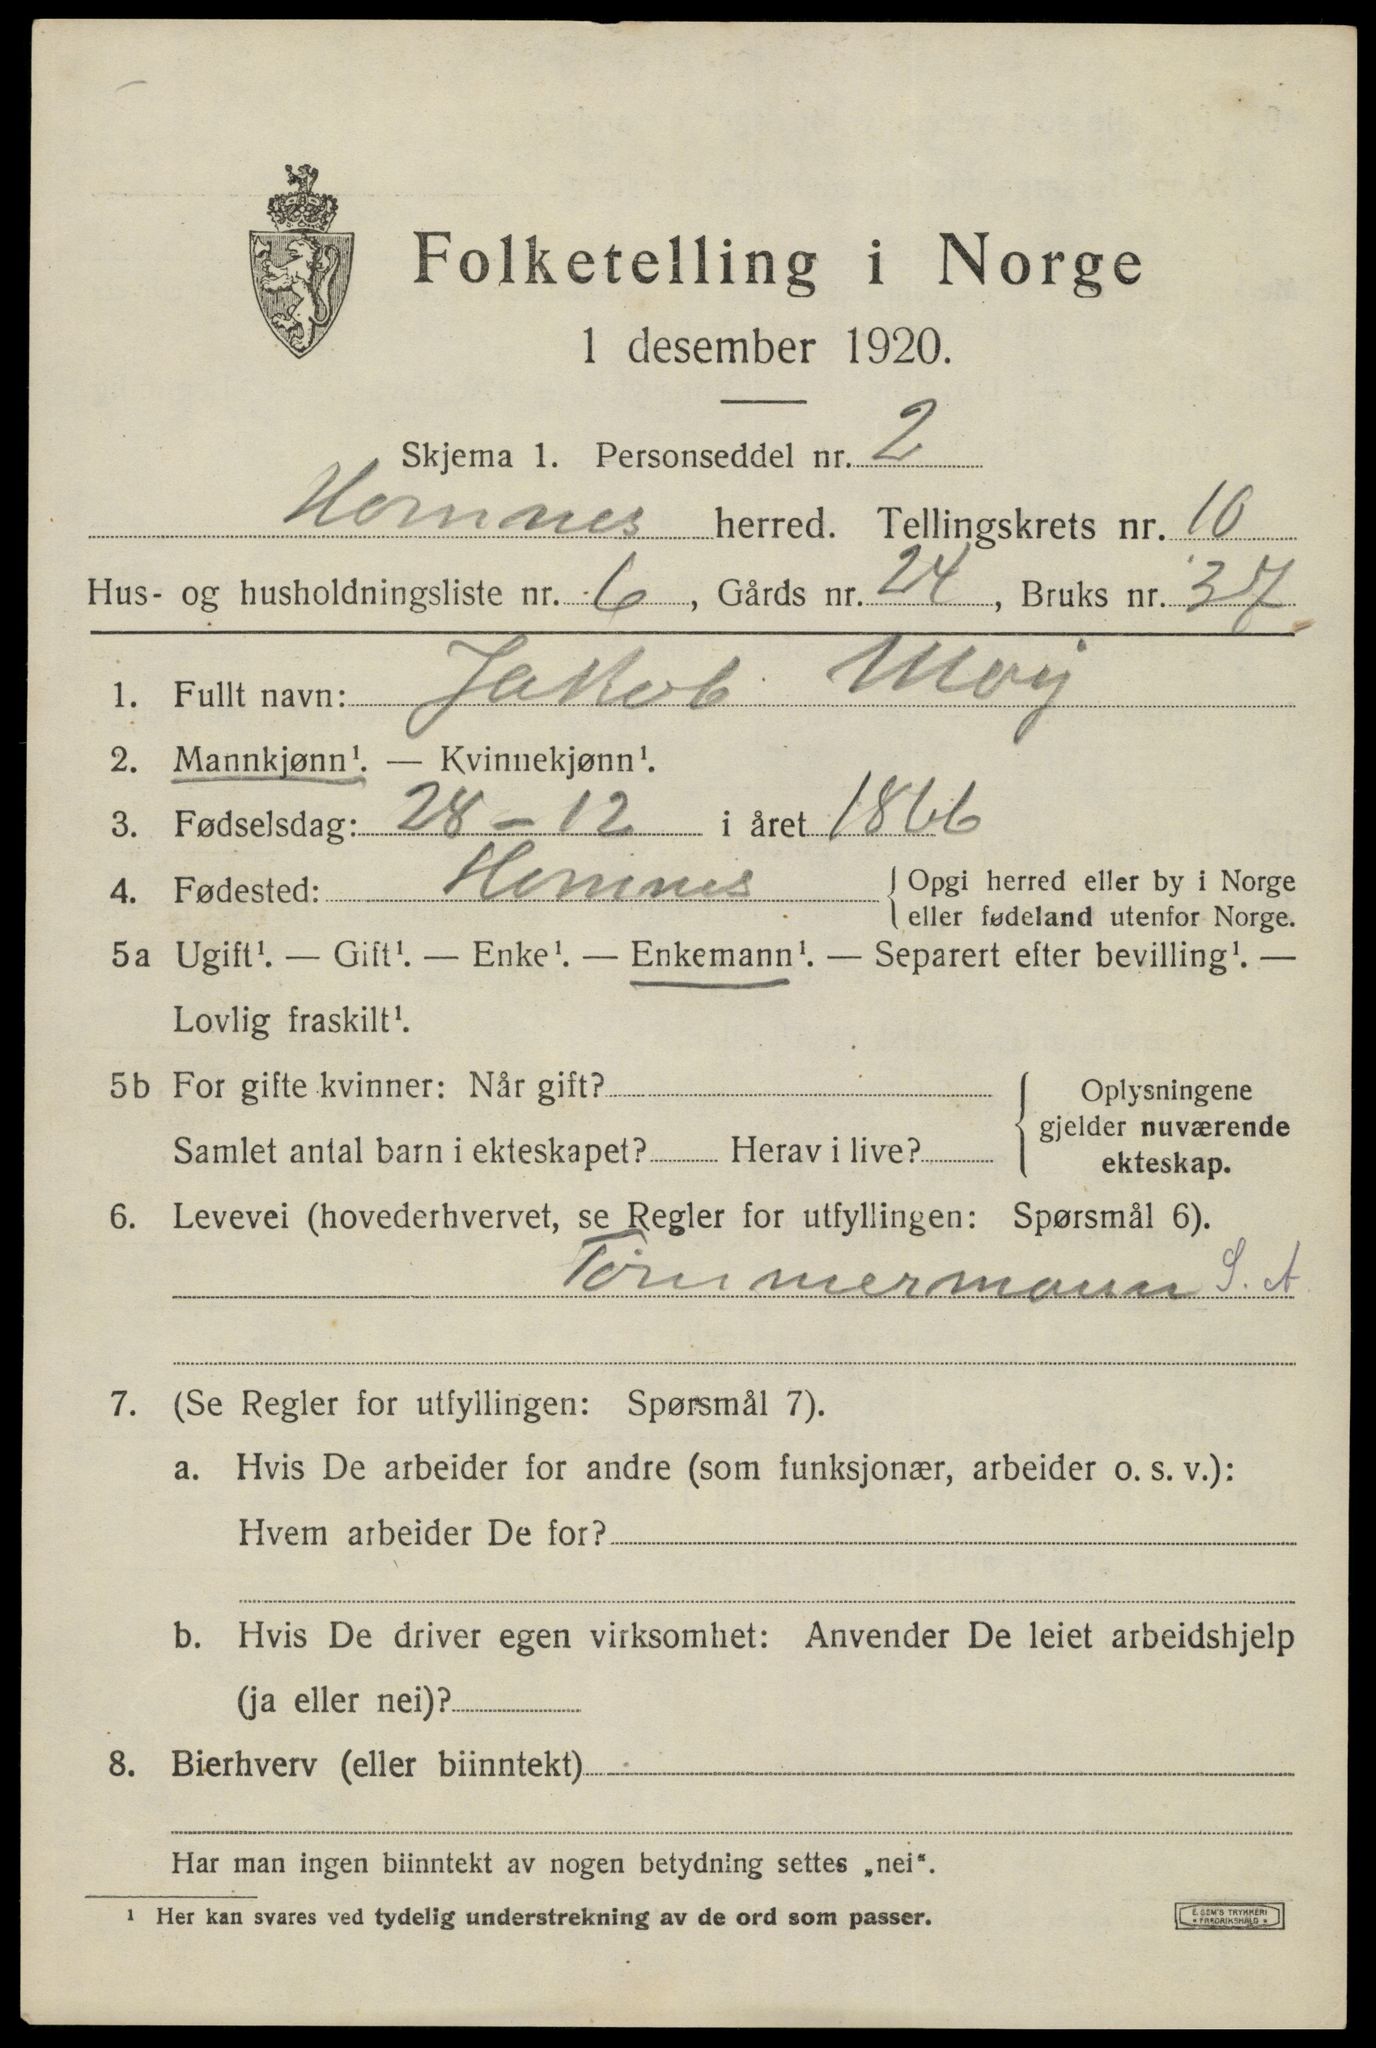 Folketelling i Norge
1 desember 1920.
Skjema 1. Personseddel nr. 2
Hemnes herred. Tellingskrets nr. 10
Hus- og husholdningsliste nr. 6, Gårds nr. 24, Bruks nr. 37
1. Fullt navn: Jakob Moij
2. Mannkjønn¹. — Kvinnekjønn¹.
3. Fødselsdag: 28 - 12 i året 1866
4. Fødested: Hemnes { Opgi herred eller by i Norge
eller fødeland utenfor Norge.
5a Ugift¹. — Gift¹. — Enke¹. — Enkemann¹. — Separert efter bevilling¹. —
Lovlig fraskilt¹.
5b For gifte kvinner: Når gift?
Samlet antal barn i ekteskapet? Herav i live?
{ Oplysningene
gjelder nuværende
ekteskap.
6. Levevei (hovederhvervet, se Regler for utfyllingen: Spørsmål 6).
Tømmermann S. A
7. (Se Regler for utfyllingen: Spørsmål 7).
a. Hvis De arbeider for andre (som funksjonær, arbeider o. s. v.):
Hvem arbeider De for?
b. Hvis De driver egen virksomhet: Anvender De leiet arbeidshjelp
(ja eller nei)?
8. Bierhverv (eller biinntekt)
Har man ingen biinntekt av nogen betydning settes „nei“.
¹ Her kan svares ved tydelig understrekning av de ord som passer.
E. SEM'S TRYKKERI
* FREDRIKSHALD *